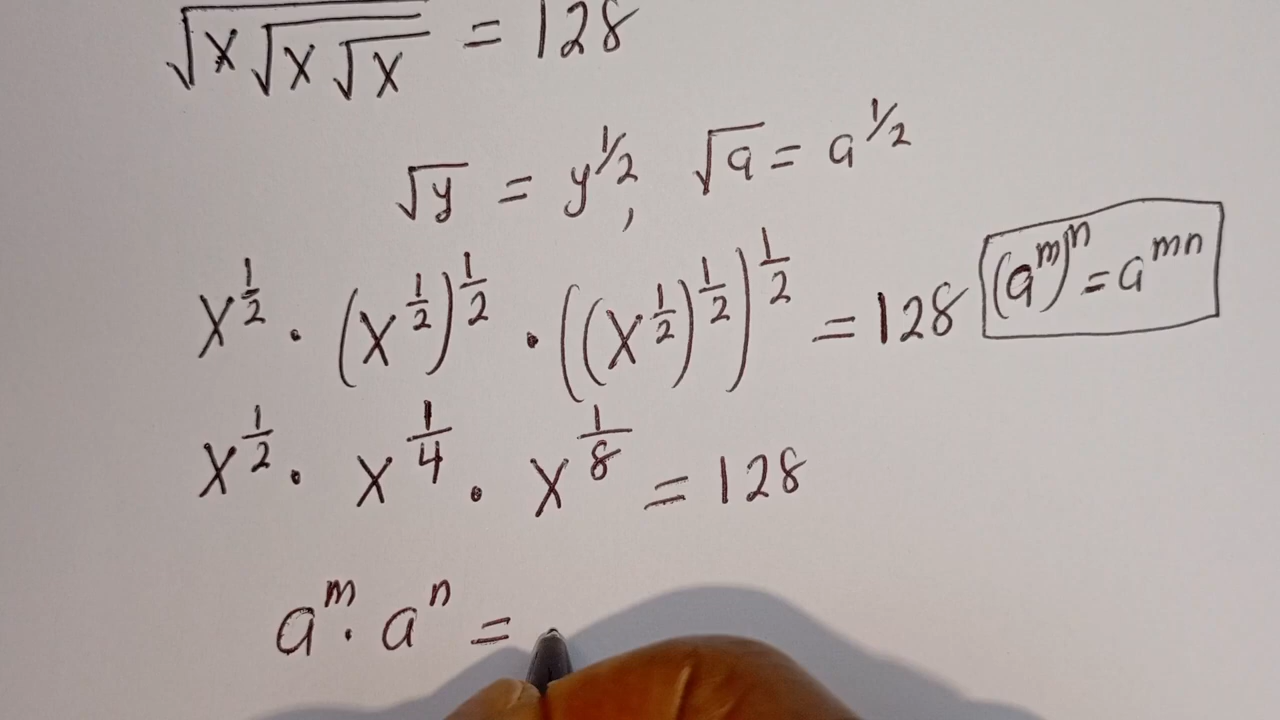 √(x√(x√x)) = 128
√y = y^(1/2), √a = a^(1/2)
x^(1/2) · (x^(1/2))^(1/2) · ((x^(1/2))^(1/2))^(1/2) = 128
(a^m)^n = a^(mn)
x^(1/2) · x^(1/4) · x^(1/8) = 128
a^m · a^n =